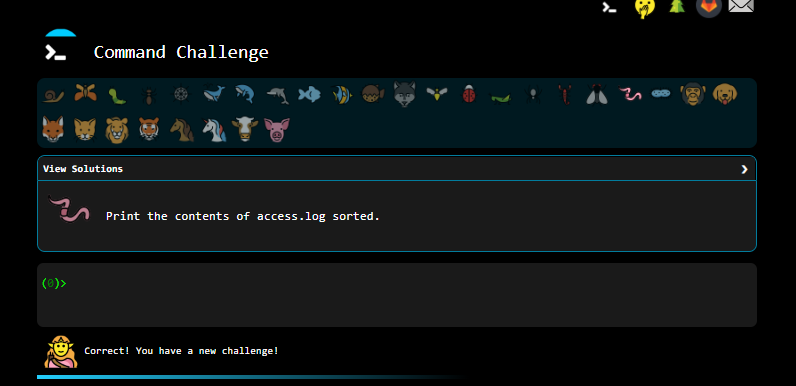 Command Challenge
View Solutions
Print the contents of access.log sorted.
(0)>
Correct! You have a new challenge!